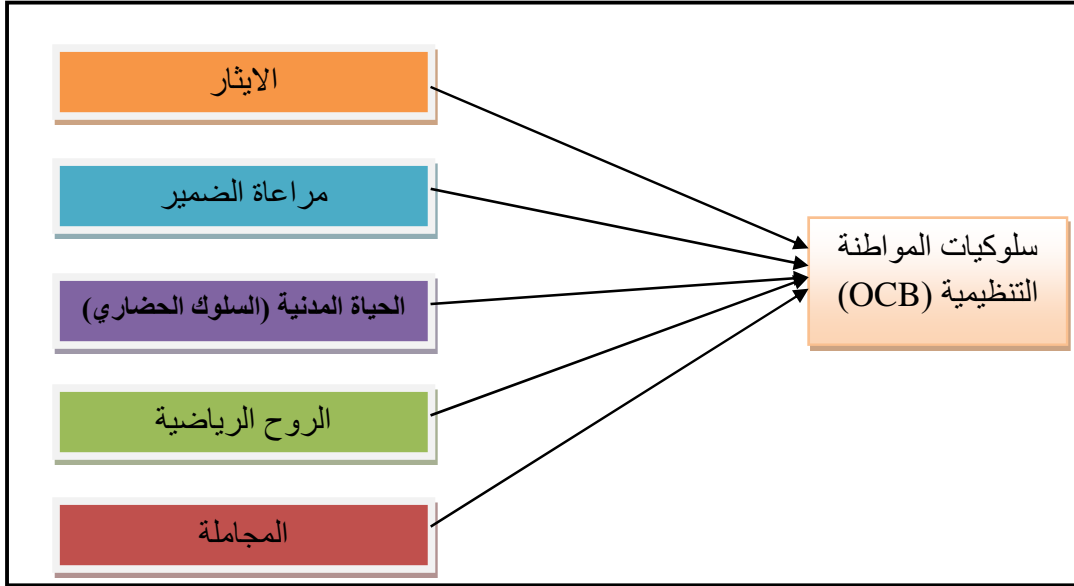 الايثار
مراعاة الضمير
الحياة المدنية (السلوك الحضاري)
الروح الرياضية
المجاملة
سلوكيات المواطنة
التنظيمية (OCB)